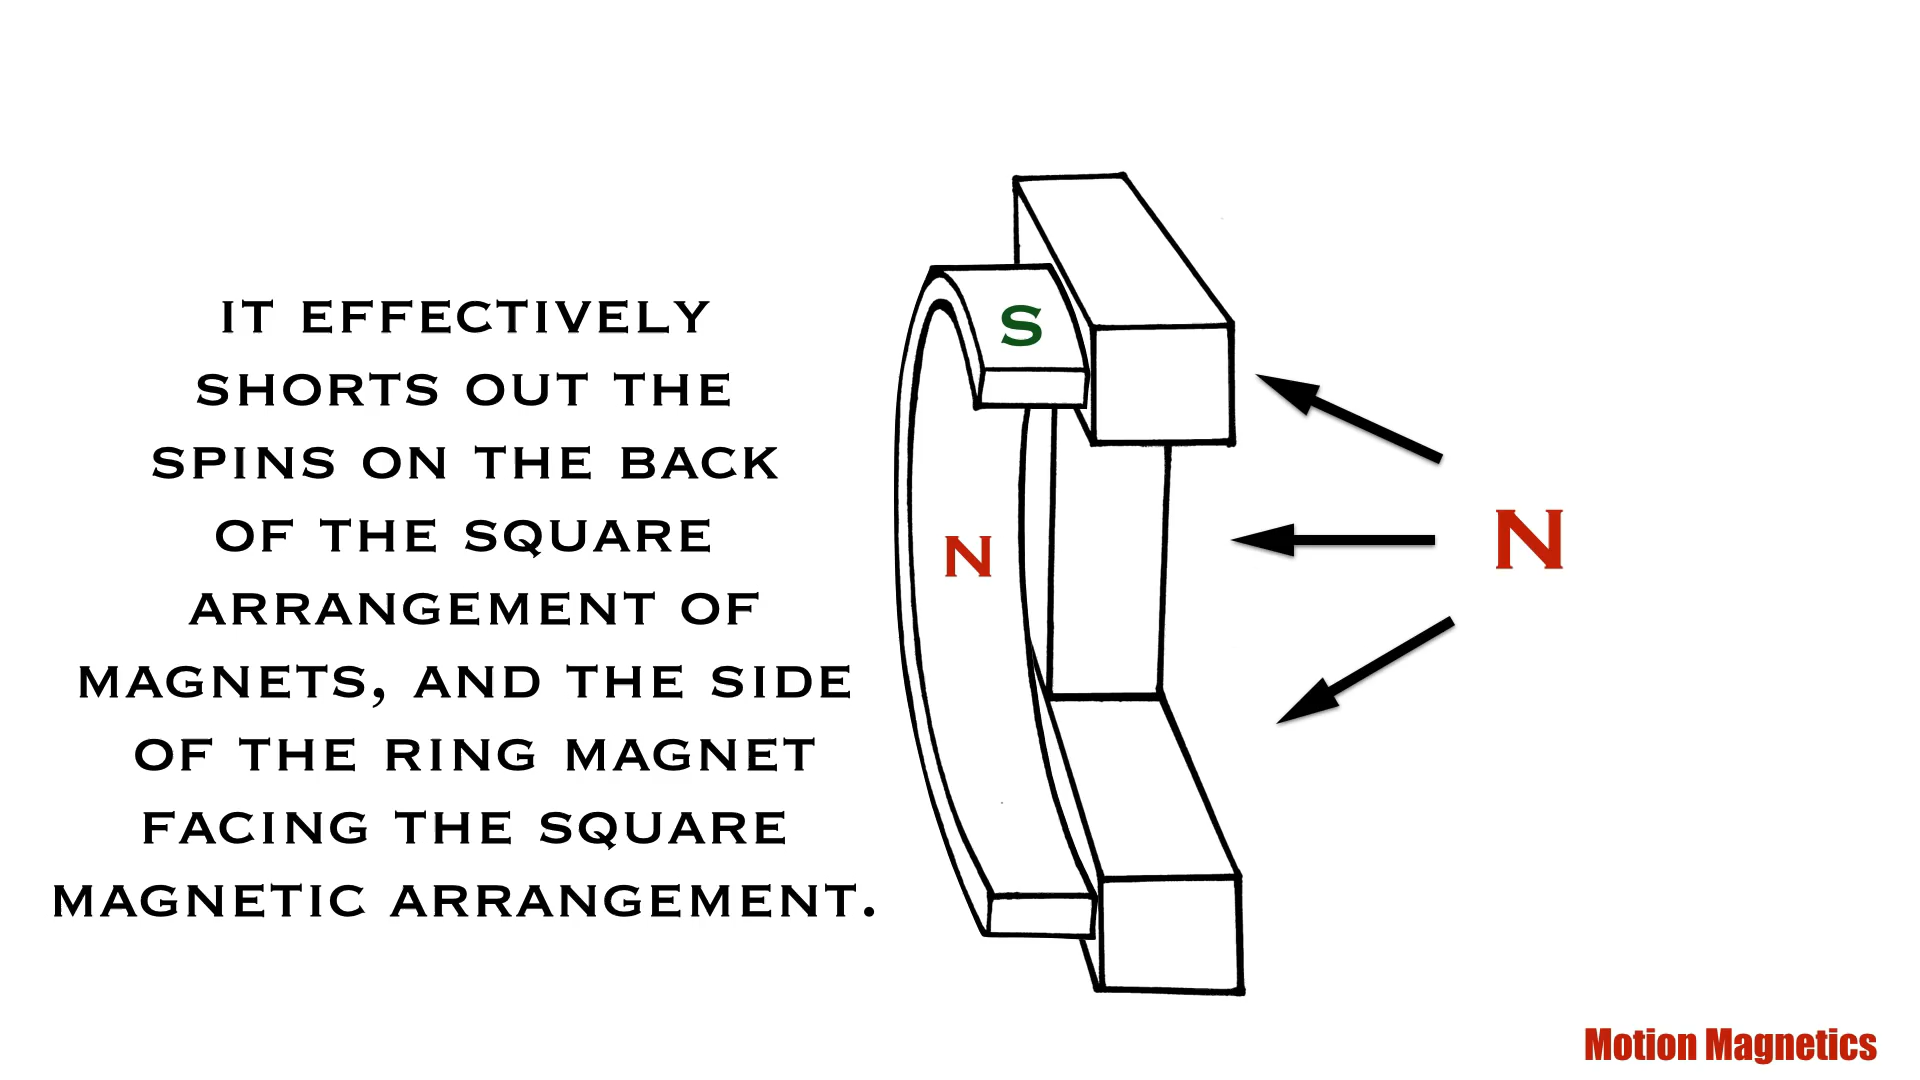 IT EFFECTIVELY
SHORTS OUT THE
SPINS ON THE BACK
OF THE SQUARE
ARRANGEMENT OF
MAGNETS, AND THE SIDE
OF THE RING MAGNET
FACING THE SQUARE
MAGNETIC ARRANGEMENT.
S
N
N
Motion Magnetics